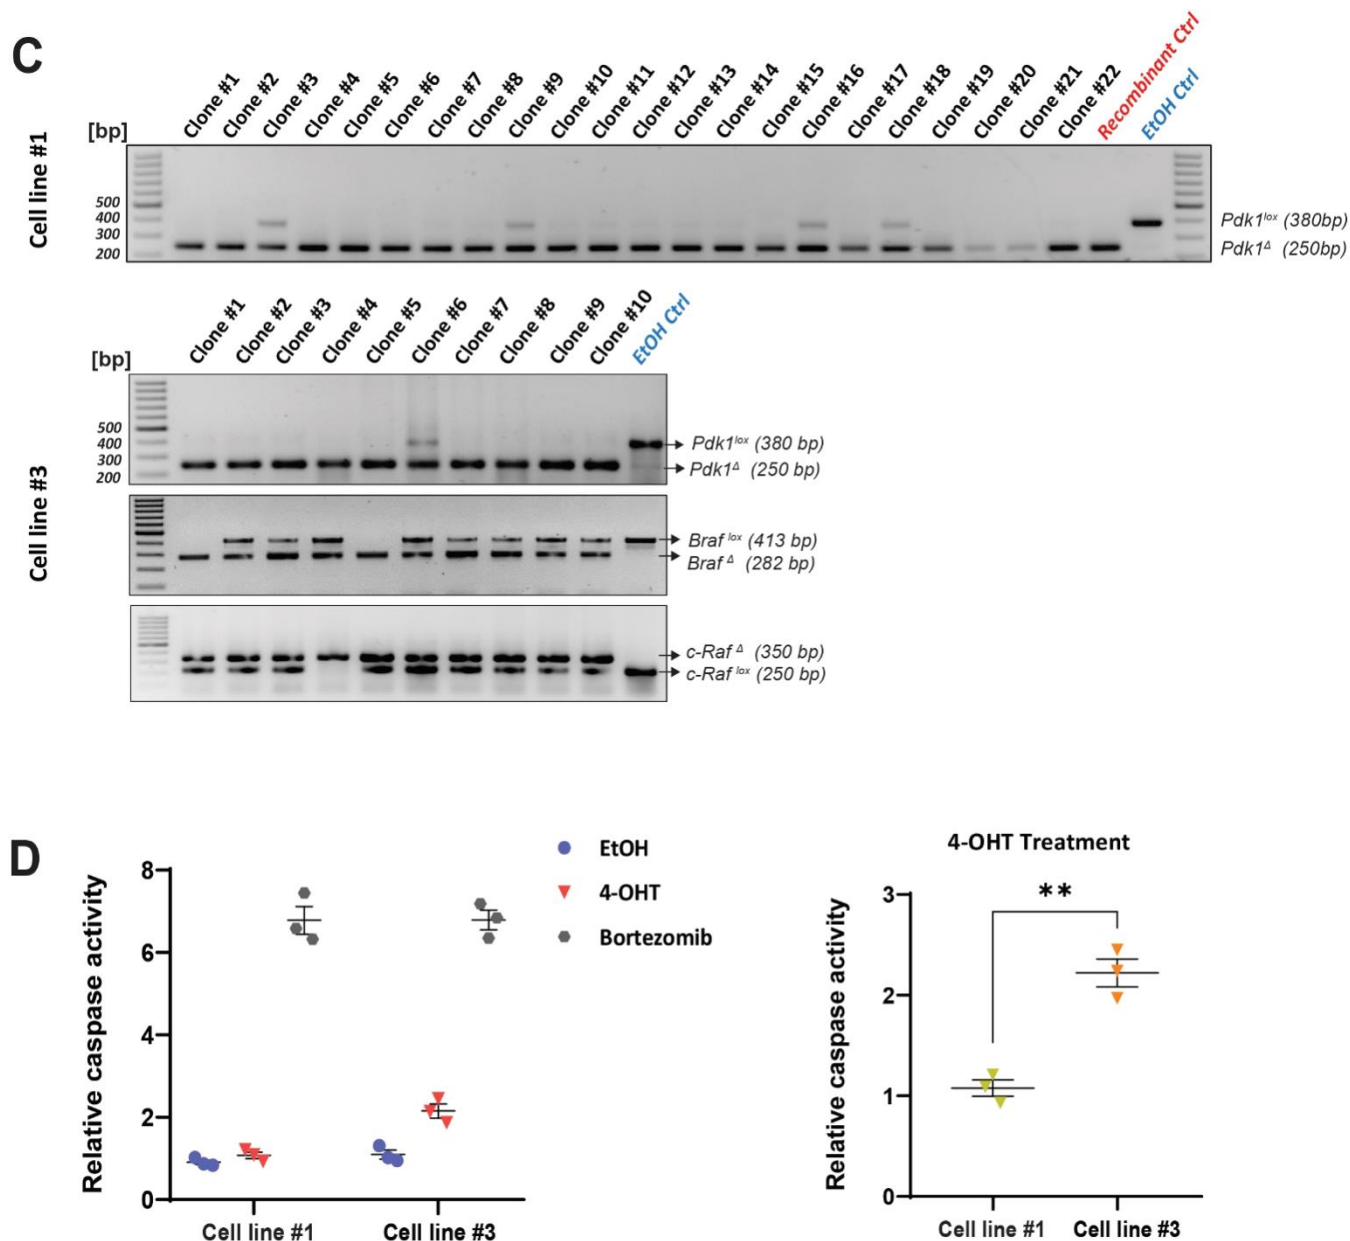 C
Cell line #1
[bp]
Clone #1
Clone #2
Clone #3
Clone #4
Clone #5
Clone #6
Clone #7
Clone #8
Clone #9
Clone #10
Clone #11
Clone #12
Clone #13
Clone #14
Clone #15
Clone #16
Clone #17
Clone #18
Clone #19
Clone #20
Clone #21
Clone #22
Recombinant Ctrl
EtOH Ctrl
500
400
300
200
Pdk1lox (380bp)
Pdk1Δ (250bp)
Cell line #3
[bp]
Clone #1
Clone #2
Clone #3
Clone #4
Clone #5
Clone #6
Clone #7
Clone #8
Clone #9
Clone #10
EtOH Ctrl
500
400
300
200
Pdk1lox (380 bp)
Pdk1Δ (250 bp)
Braf lox (413 bp)
Braf Δ (282 bp)
c-Raf Δ (350 bp)
c-Raf lox (250 bp)
D
Relative caspase activity
8
6
4
2
0
Cell line #1
Cell line #3
EtOH
4-OHT
Bortezomib
4-OHT Treatment
Relative caspase activity
3
2
1
0
**
Cell line #1
Cell line #3